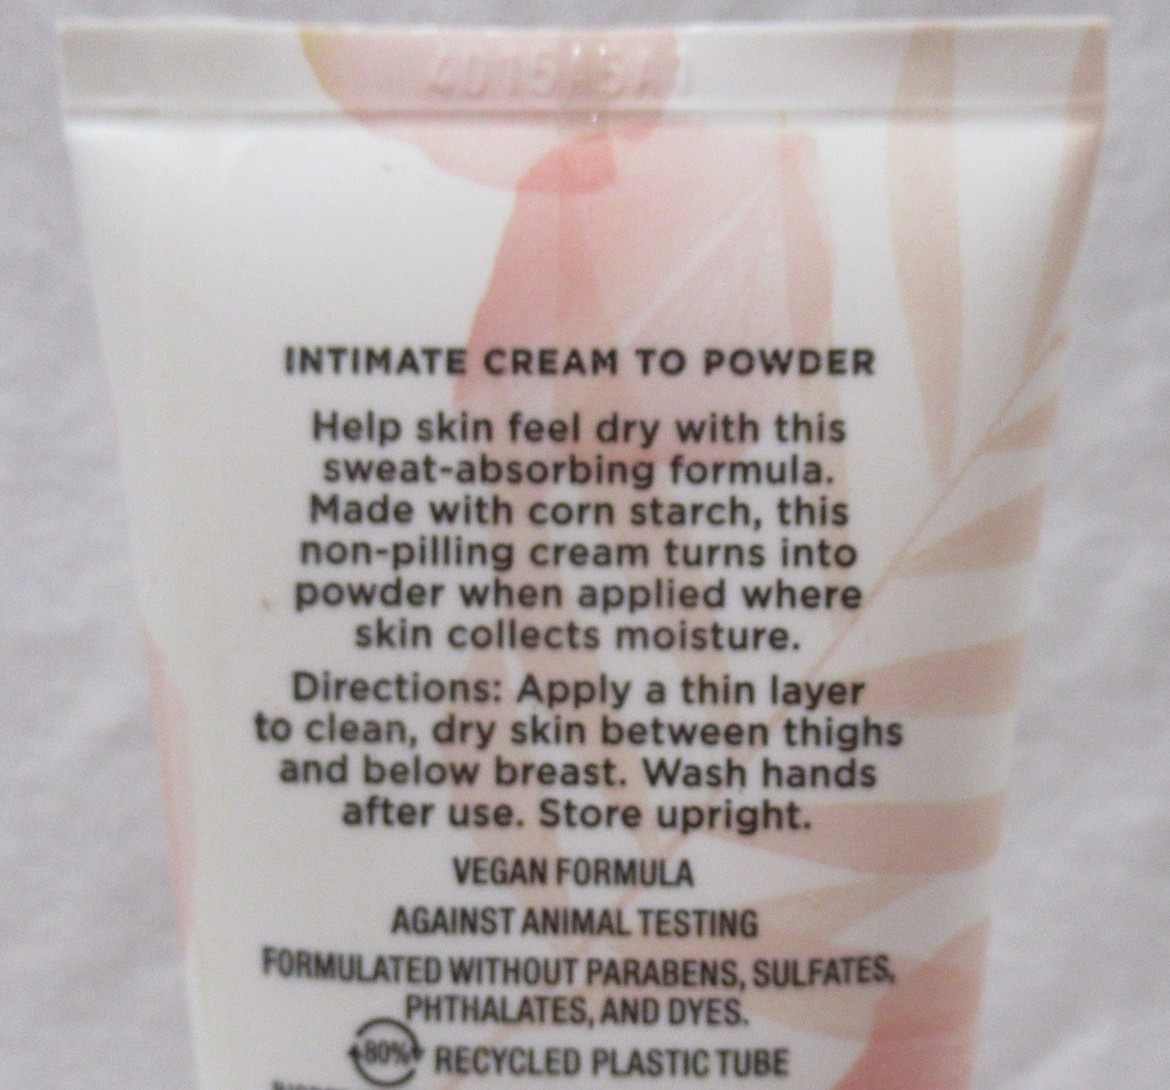 INTIMATE CREAM TO POWDER
Help skin feel dry with this
sweat-absorbing formula.
Made with corn starch, this
non-pilling cream turns into
powder when applied where
skin collects moisture.
Directions: Apply a thin layer
to clean, dry skin between thighs
and below breast. Wash hands
after use. Store upright.
VEGAN FORMULA
AGAINST ANIMAL TESTING
FORMULATED WITHOUT PARABENS, SULFATES,
PHTHALATES, AND DYES.
80% RECYCLED PLASTIC TUBE